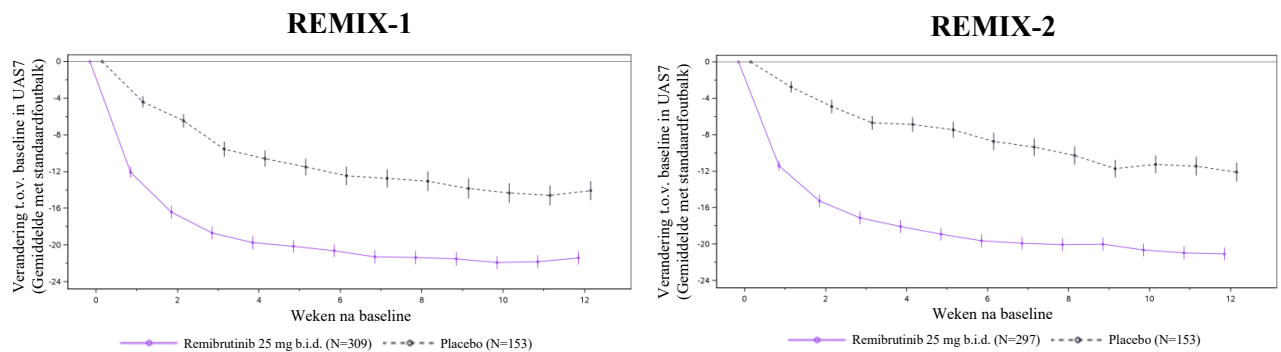 REMIX-1
Verandering t.o.v. baseline in UAS7
(Gemiddelde met standaardfoutbalk)
0
-4
-8
-12
-16
-20
-24
0 2 4 6 8 10 12
Weken na baseline
Remibrutinib 25 mg b.i.d. (N=309) Placebo (N=153)
REMIX-2
Verandering t.o.v. baseline in UAS7
(Gemiddelde met standaardfoutbalk)
0
-4
-8
-12
-16
-20
-24
0 2 4 6 8 10 12
Weken na baseline
Remibrutinib 25 mg b.i.d. (N=297) Placebo (N=153)